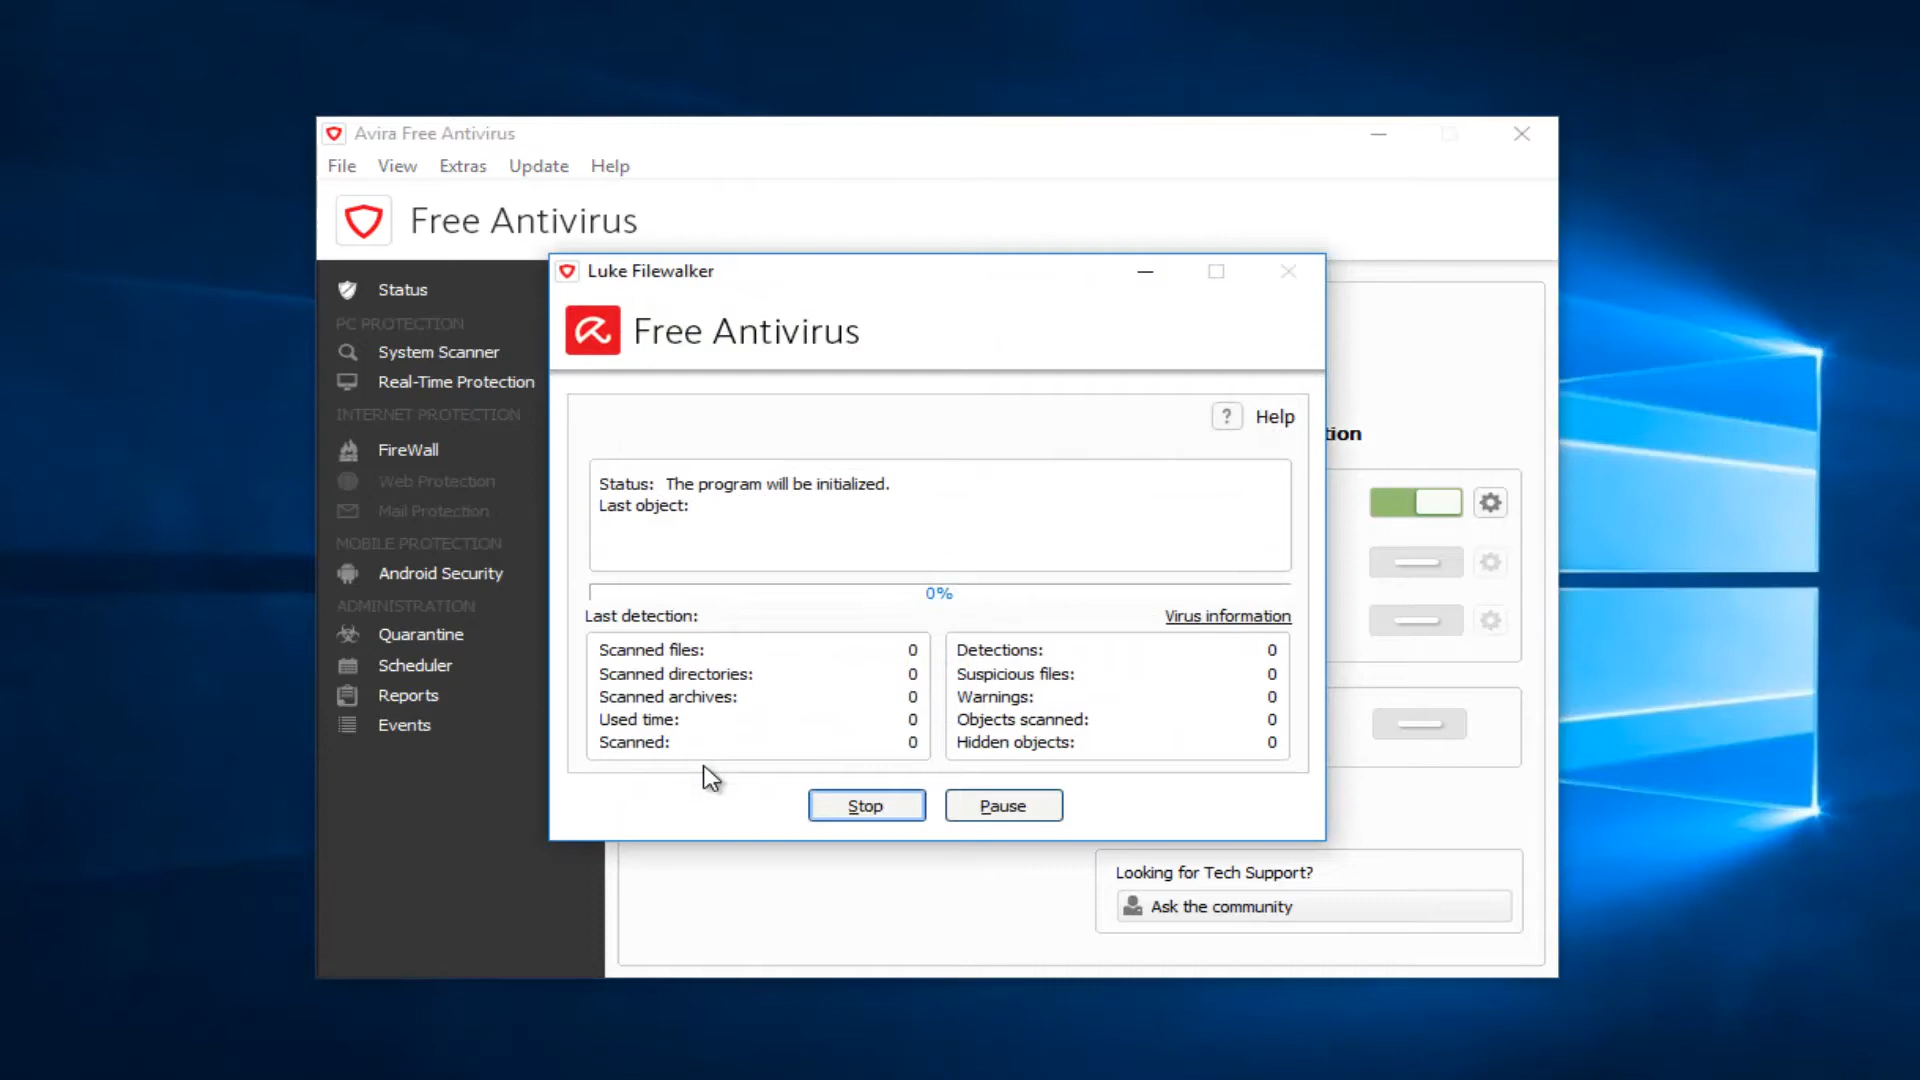 Avira Free Antivirus
File View Extras Update Help
Free Antivirus
Status
PC PROTECTION
System Scanner
Real-Time Protection
INTERNET PROTECTION
FireWall
Web Protection
Mail Protection
MOBILE PROTECTION
Android Security
ADMINISTRATION
Quarantine
Scheduler
Reports
Events
Luke Filewalker
Free Antivirus
? Help
Status: The program will be initialized.
Last object:
0%
Last detection: Virus information
Scanned files: 0
Scanned directories: 0
Scanned archives: 0
Used time: 0
Scanned: 0
Detections: 0
Suspicious files: 0
Warnings: 0
Objects scanned: 0
Hidden objects: 0
Stop Pause
tion
Looking for Tech Support?
Ask the community